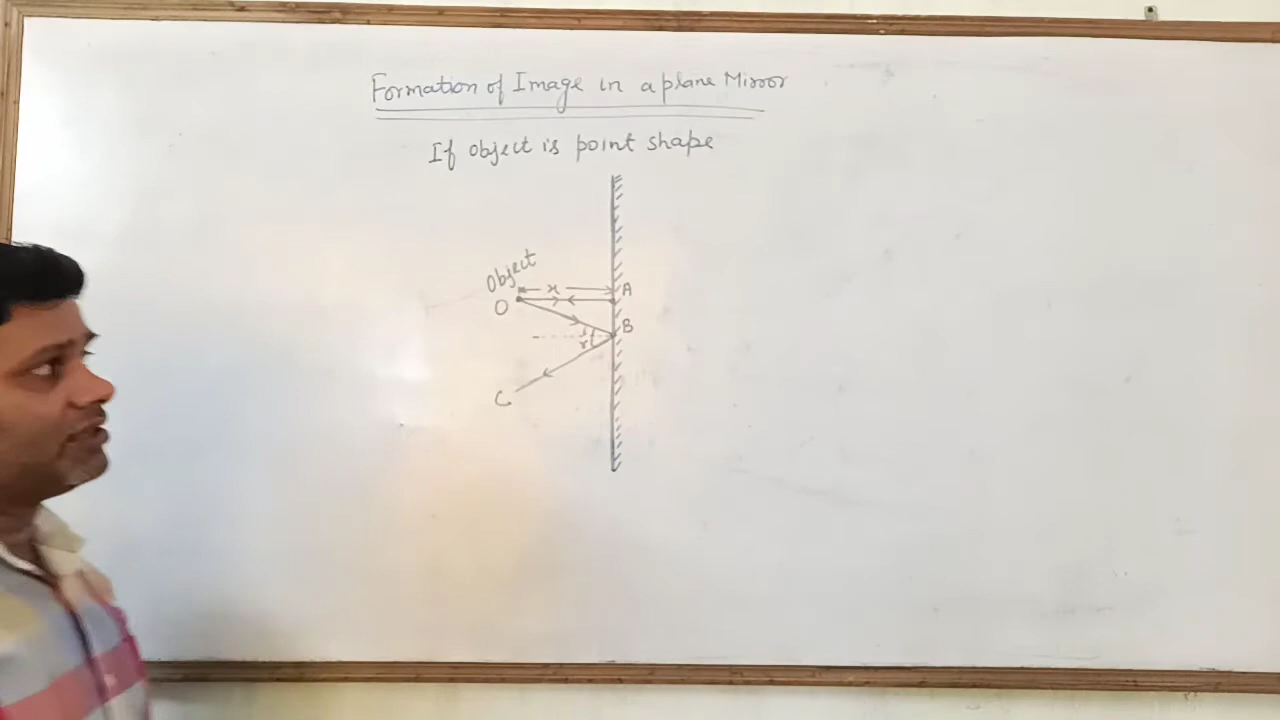 Formation of Image in a plane Mirror
If object is point shape
Object
x
A
O
B
i
r
C